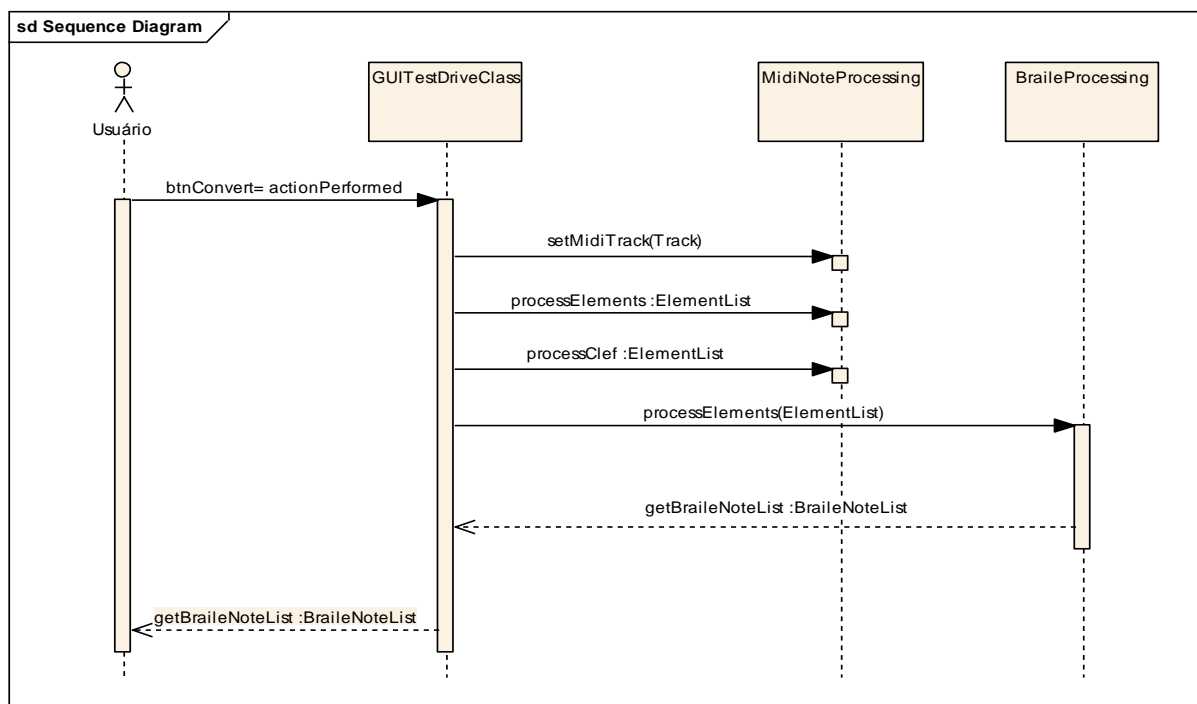 sd Sequence Diagram
Usuário
GUITestDriveClass
MidiNoteProcessing
BraileProcessing
btnConvert= actionPerformed
setMidiTrack(Track)
processElements :ElementList
processClef :ElementList
processElements(ElementList)
getBraileNoteList :BraileNoteList
getBraileNoteList :BraileNoteList